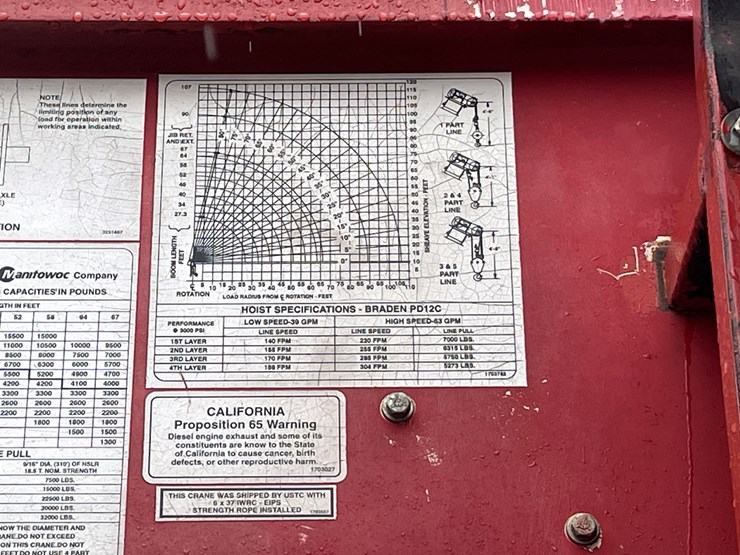 NOTE
These lines determine the
limiting position of any
load for operation within
working areas indicated.
3251467
Manitowoc Company
CAPACITIES IN POUNDS
GTH IN FEET
52 58 64 67
15500 15000
11000 10500 10000 9500
8500 8000 7500 7000
6700 6300 6000 5700
5500 5200 4900 4700
4200 4200 4100 4000
3300 3300 3300 3300
2600 2600 2600 2600
2200 2200 2200 2200
1800 1800 1800
1500 1500
1300
E PULL
9/16" DIA. (310') OF HSLR
18.5 T. NOM. STRENGTH
7500 LBS.
15000 LBS.
22500 LBS.
30000 LBS.
32000 LBS.
NOW THE DIAMETER AND
ANE. DO NOT EXCEED
ON THIS CRANE. DO NOT
FEET DO NOT USE 4 PART
107
90
JIB RET.
AND EXT.
67
64
58
52
46
40
34
27.3
BOOM LENGTH
FEET
ROTATION
LOAD RADIUS FROM ROTATION - FEET
SHEAVE ELEVATION - FEET
1 PART
LINE
2 & 4
PART
LINE
3 & 5
PART
LINE
HOIST SPECIFICATIONS - BRADEN PD12C
PERFORMANCE
@ 3000 PSI
LOW SPEED-39 GPM HIGH SPEED-63 GPM
LINE SPEED LINE SPEED LINE PULL
1ST LAYER 140 FPM 230 FPM 7000 LBS.
2ND LAYER 155 FPM 255 FPM 6315 LBS.
3RD LAYER 170 FPM 285 FPM 5750 LBS.
4TH LAYER 188 FPM 304 FPM 5273 LBS.
CALIFORNIA
Proposition 65 Warning
Diesel engine exhaust and some of its
constituents are know to the State
of California to cause cancer, birth
defects, or other reproductive harm.
1703027
THIS CRANE WAS SHIPPED BY USTC WITH
6 x 37 IWRC - EIPS
STRENGTH ROPE INSTALLED